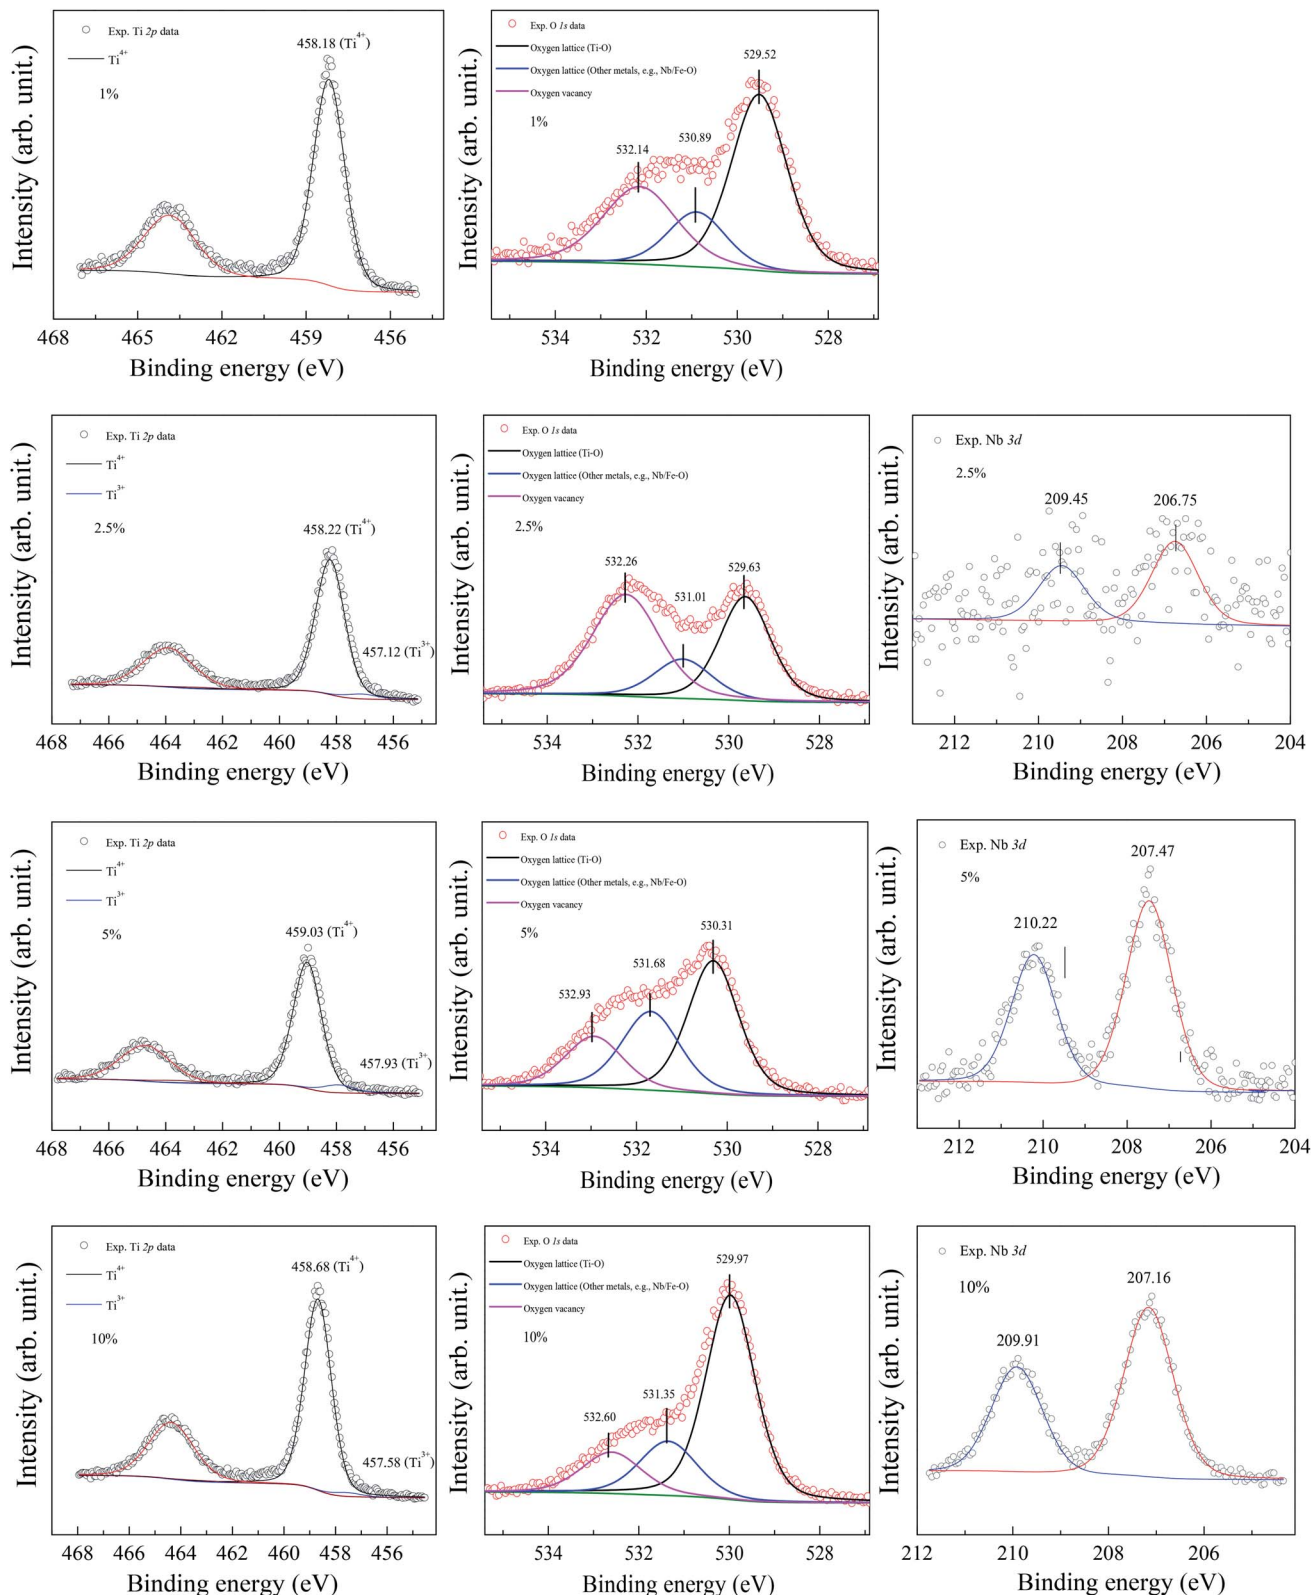 Exp. Ti 2p data
Ti4+
1%
458.18 (Ti4+)
Intensity (arb. unit.)
468 465 462 459 456
Binding energy (eV)
Exp. O 1s data
Oxygen lattice (Ti-O)
Oxygen lattice (Other metals, e.g., Nb/Fe-O)
Oxygen vacancy
1%
532.14
530.89
529.52
Intensity (arb. unit.)
534 532 530 528
Binding energy (eV)
Exp. Ti 2p data
Ti4+
Ti3+
2.5%
458.22 (Ti4+)
457.12 (Ti3+)
Intensity (arb. unit.)
468 466 464 462 460 458 456
Binding energy (eV)
Exp. O 1s data
Oxygen lattice (Ti-O)
Oxygen lattice (Other metals, e.g., Nb/Fe-O)
Oxygen vacancy
2.5%
532.26
531.01
529.63
Intensity (arb. unit.)
534 532 530 528
Binding energy (eV)
Exp. Nb 3d
2.5%
209.45
206.75
Intensity (arb. unit.)
212 210 208 206 204
Binding energy (eV)
Exp. Ti 2p data
Ti4+
Ti3+
5%
459.03 (Ti4+)
457.93 (Ti3+)
Intensity (arb. unit.)
468 466 464 462 460 458 456
Binding energy (eV)
Exp. O 1s data
Oxygen lattice (Ti-O)
Oxygen lattice (Other metals, e.g., Nb/Fe-O)
Oxygen vacancy
5%
532.93
531.68
530.31
Intensity (arb. unit.)
534 532 530 528
Binding energy (eV)
Exp. Nb 3d
5%
210.22
207.47
Intensity (arb. unit.)
212 210 208 206 204
Binding energy (eV)
Exp. Ti 2p data
Ti4+
Ti3+
10%
458.68 (Ti4+)
457.58 (Ti3+)
Intensity (arb. unit.)
468 466 464 462 460 458 456
Binding energy (eV)
Exp. O 1s data
Oxygen lattice (Ti-O)
Oxygen lattice (Other metals, e.g., Nb/Fe-O)
Oxygen vacancy
10%
532.60
531.35
529.97
Intensity (arb. unit.)
534 532 530 528
Binding energy (eV)
Exp. Nb 3d
10%
209.91
207.16
Intensity (arb. unit.)
212 210 208 206
Binding energy (eV)